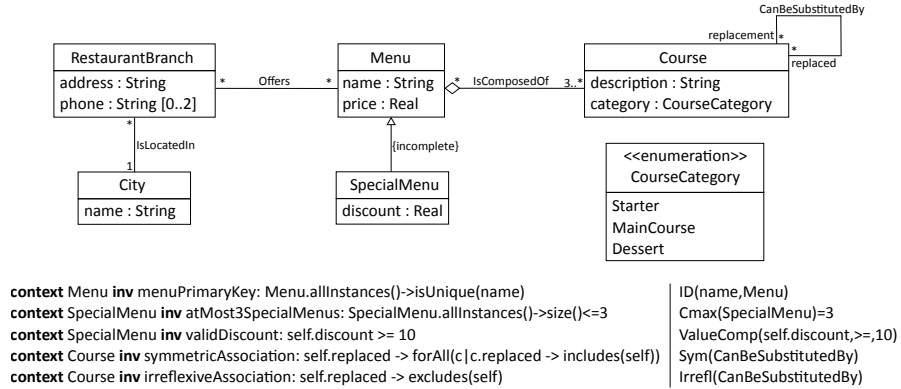 CanBeSubstitutedBy
replacement *
* replaced
RestaurantBranch
address : String
phone : String [0..2]
* Offers *
Menu
name : String
price : Real
* IsComposedOf 3..*
Course
description : String
category : CourseCategory
*
IsLocatedIn
1
{incomplete}
City
name : String
SpecialMenu
discount : Real
<<enumeration>>
CourseCategory
Starter
MainCourse
Dessert
context Menu inv menuPrimaryKey: Menu.allInstances()->isUnique(name) ID(name,Menu)
context SpecialMenu inv atMost3SpecialMenus: SpecialMenu.allInstances()->size()<=3 Cmax(SpecialMenu)=3
context SpecialMenu inv validDiscount: self.discount >= 10 ValueComp(self.discount,>=,10)
context Course inv symmetricAssociation: self.replaced -> forAll(c|c.replaced -> includes(self)) Sym(CanBeSubstitutedBy)
context Course inv irreflexiveAssociation: self.replaced -> excludes(self) Irrefl(CanBeSubstitutedBy)